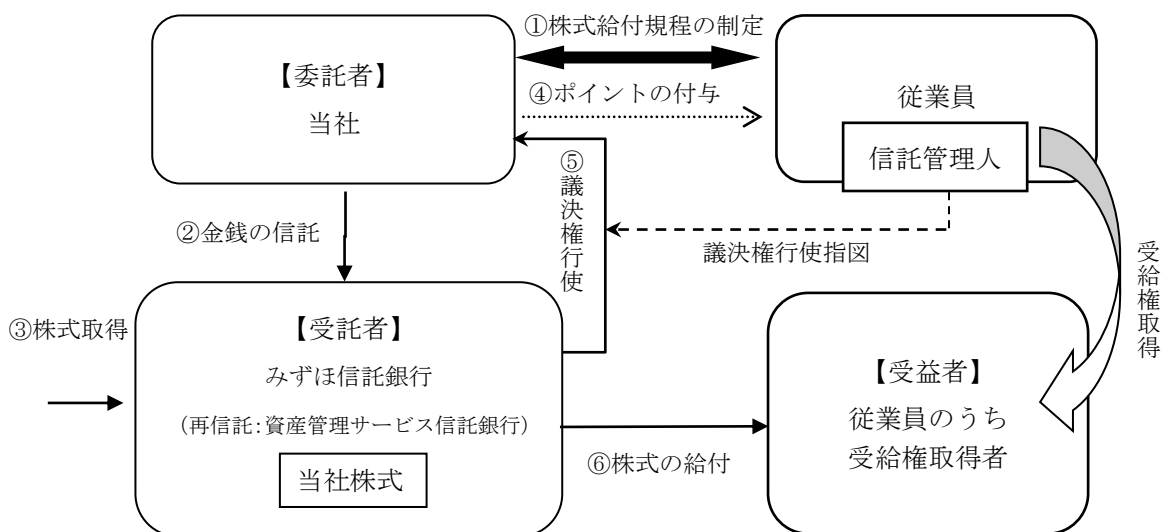 ①株式給付規程の制定
【委託者】
当社
④ポイントの付与
従業員
信託管理人
②金銭の信託
⑤議決権行使
議決権行使指図
受給権取得
③株式取得
【受託者】
みずほ信託銀行
（再信託：資産管理サービス信託銀行）
当社株式
⑥株式の給付
【受益者】
従業員のうち
受給権取得者